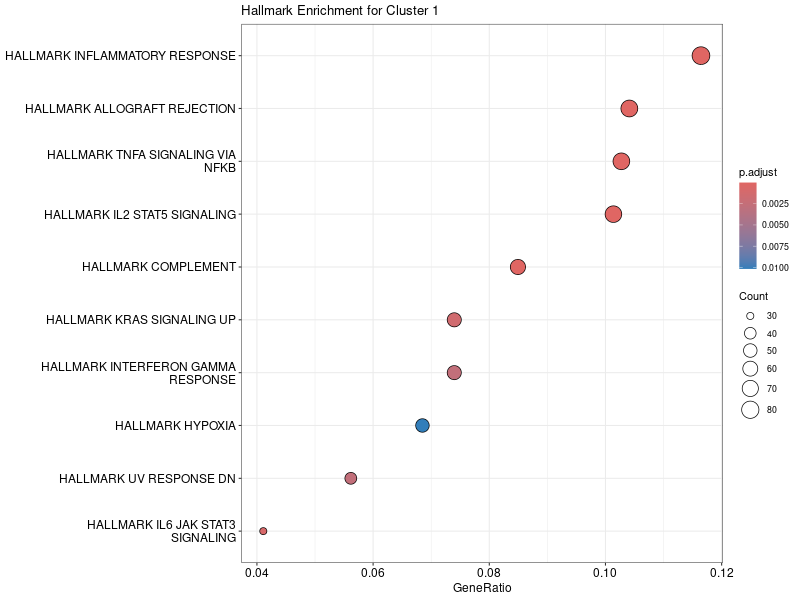 Hallmark Enrichment for Cluster 1
HALLMARK INFLAMMATORY RESPONSE
HALLMARK ALLOGRAFT REJECTION
HALLMARK TNFA SIGNALING VIA
NFKB
HALLMARK IL2 STAT5 SIGNALING
HALLMARK COMPLEMENT
HALLMARK KRAS SIGNALING UP
HALLMARK INTERFERON GAMMA
RESPONSE
HALLMARK HYPOXIA
HALLMARK UV RESPONSE DN
HALLMARK IL6 JAK STAT3
SIGNALING
0.04 0.06 0.08 0.10 0.12
GeneRatio
p.adjust
0.0025
0.0050
0.0075
0.0100
Count
30
40
50
60
70
80